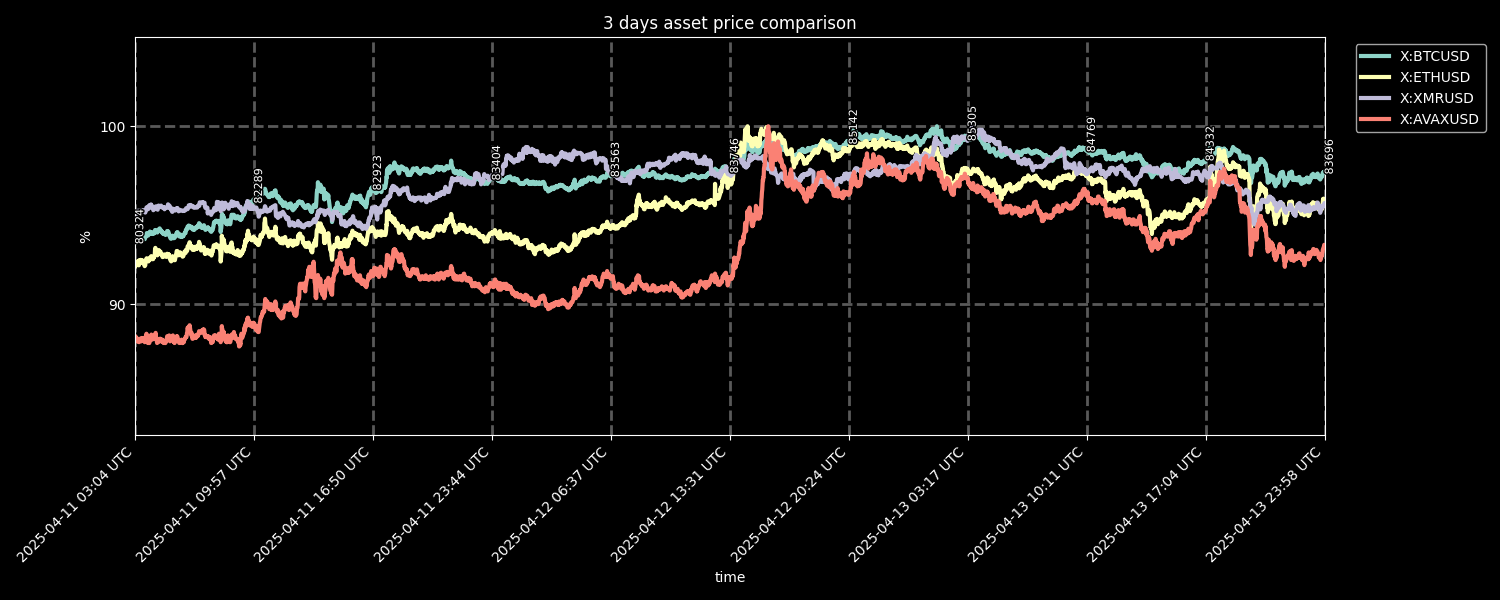 3 days asset price comparison
X:BTCUSD
X:ETHUSD
X:XMRUSD
X:AVAXUSD
100
90
%
80324
82289
82923
83404
83563
83746
85142
85305
84769
84332
83696
2025-04-11 03:04 UTC
2025-04-11 09:57 UTC
2025-04-11 16:50 UTC
2025-04-11 23:44 UTC
2025-04-12 06:37 UTC
2025-04-12 13:31 UTC
2025-04-12 20:24 UTC
2025-04-13 03:17 UTC
2025-04-13 10:11 UTC
2025-04-13 17:04 UTC
2025-04-13 23:58 UTC
time